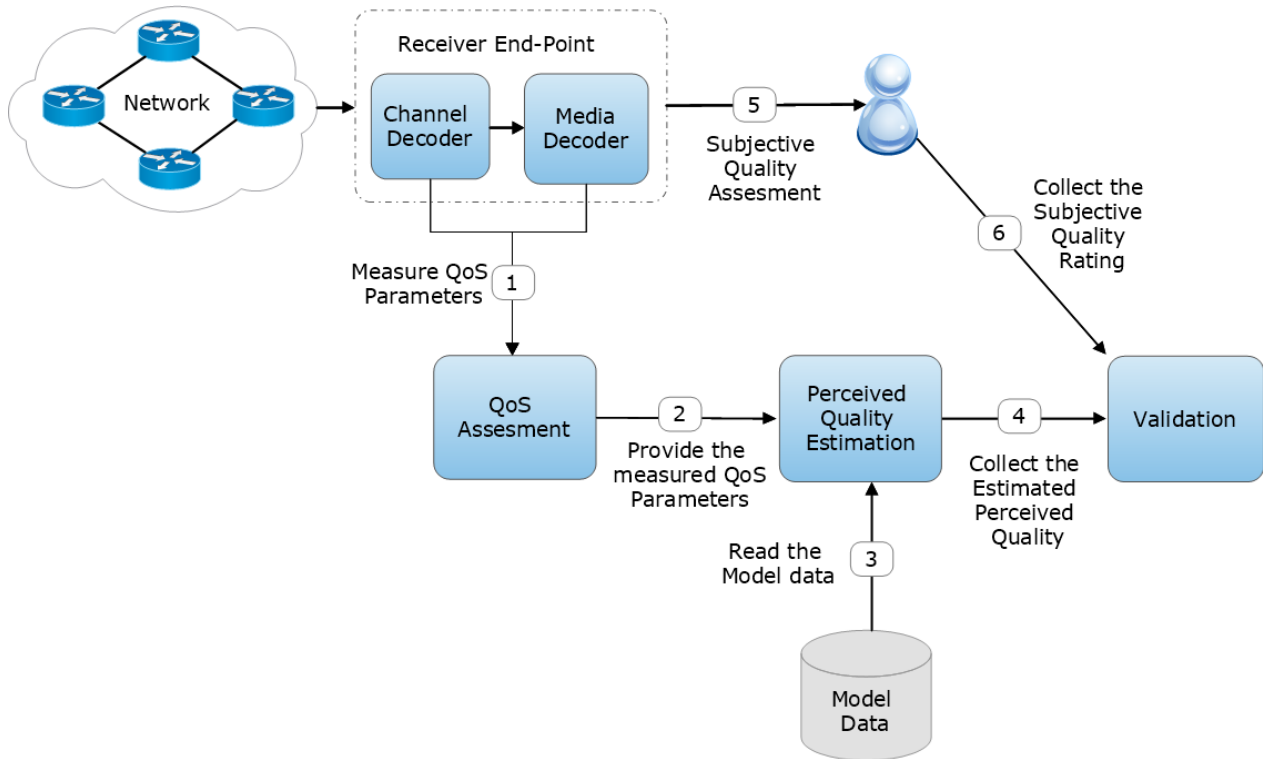 Network
Receiver End-Point
Channel
Decoder
Media
Decoder
5
Subjective
Quality
Assesment
6
Collect the
Subjective
Quality
Rating
Measure QoS
Parameters
1
QoS
Assesment
2
Provide the
measured QoS
Parameters
Perceived
Quality
Estimation
4
Collect the
Estimated
Perceived
Quality
Validation
Read the
Model data
3
Model
Data